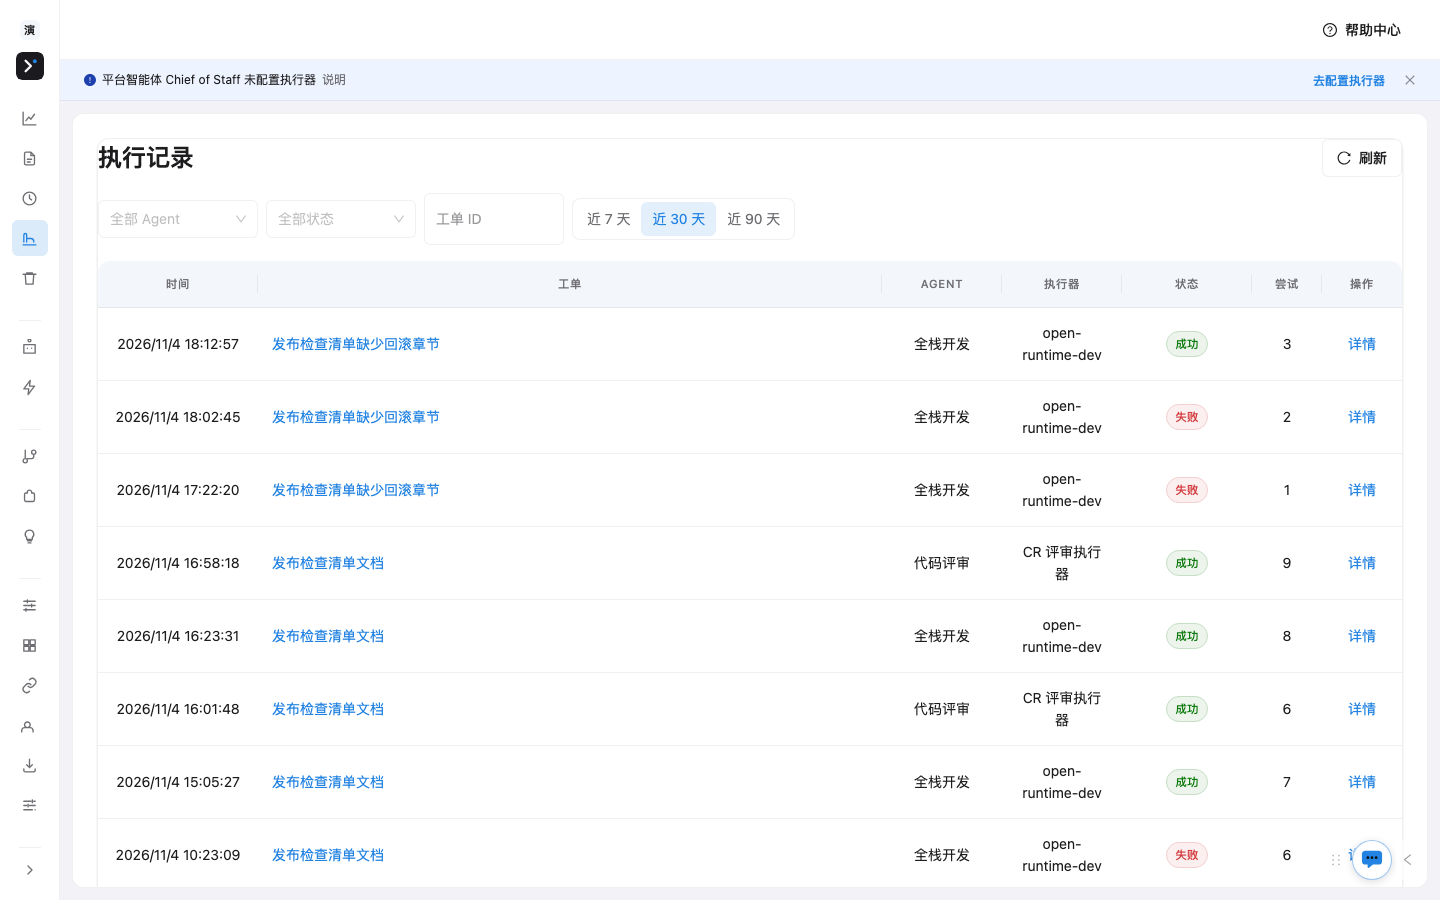 演
帮助中心
平台智能体 Chief of Staff 未配置执行器 说明
去配置执行器
执行记录
刷新
全部 Agent
全部状态
工单 ID
近 7 天
近 30 天
近 90 天
时间 工单 AGENT 执行器 状态 尝试 操作
2026/11/4 18:12:57 发布检查清单缺少回滚章节 全栈开发 open-runtime-dev 成功 3 详情
2026/11/4 18:02:45 发布检查清单缺少回滚章节 全栈开发 open-runtime-dev 失败 2 详情
2026/11/4 17:22:20 发布检查清单缺少回滚章节 全栈开发 open-runtime-dev 失败 1 详情
2026/11/4 16:58:18 发布检查清单文档 代码评审 CR 评审执行器 成功 9 详情
2026/11/4 16:23:31 发布检查清单文档 全栈开发 open-runtime-dev 成功 8 详情
2026/11/4 16:01:48 发布检查清单文档 代码评审 CR 评审执行器 成功 6 详情
2026/11/4 15:05:27 发布检查清单文档 全栈开发 open-runtime-dev 成功 7 详情
2026/11/4 10:23:09 发布检查清单文档 全栈开发 open-runtime-dev 失败 6